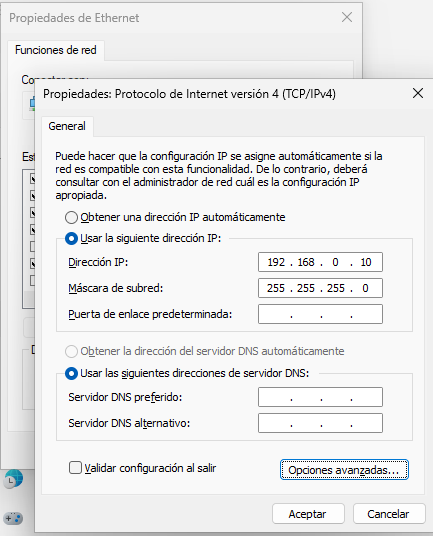 Propiedades de Ethernet
Funciones de red
Propiedades: Protocolo de Internet versión 4 (TCP/IPv4)
General
Puede hacer que la configuración IP se asigne automáticamente si la
red es compatible con esta funcionalidad. De lo contrario, deberá
consultar con el administrador de red cuál es la configuración IP
apropiada.
Obtener una dirección IP automáticamente
Usar la siguiente dirección IP:
Dirección IP:
192 . 168 . 0 . 10
Máscara de subred:
255 . 255 . 255 . 0
Puerta de enlace predeterminada:
. . .
Obtener la dirección del servidor DNS automáticamente
Usar las siguientes direcciones de servidor DNS:
Servidor DNS preferido:
. . .
Servidor DNS alternativo:
. . .
Validar configuración al salir
Opciones avanzadas...
Aceptar
Cancelar